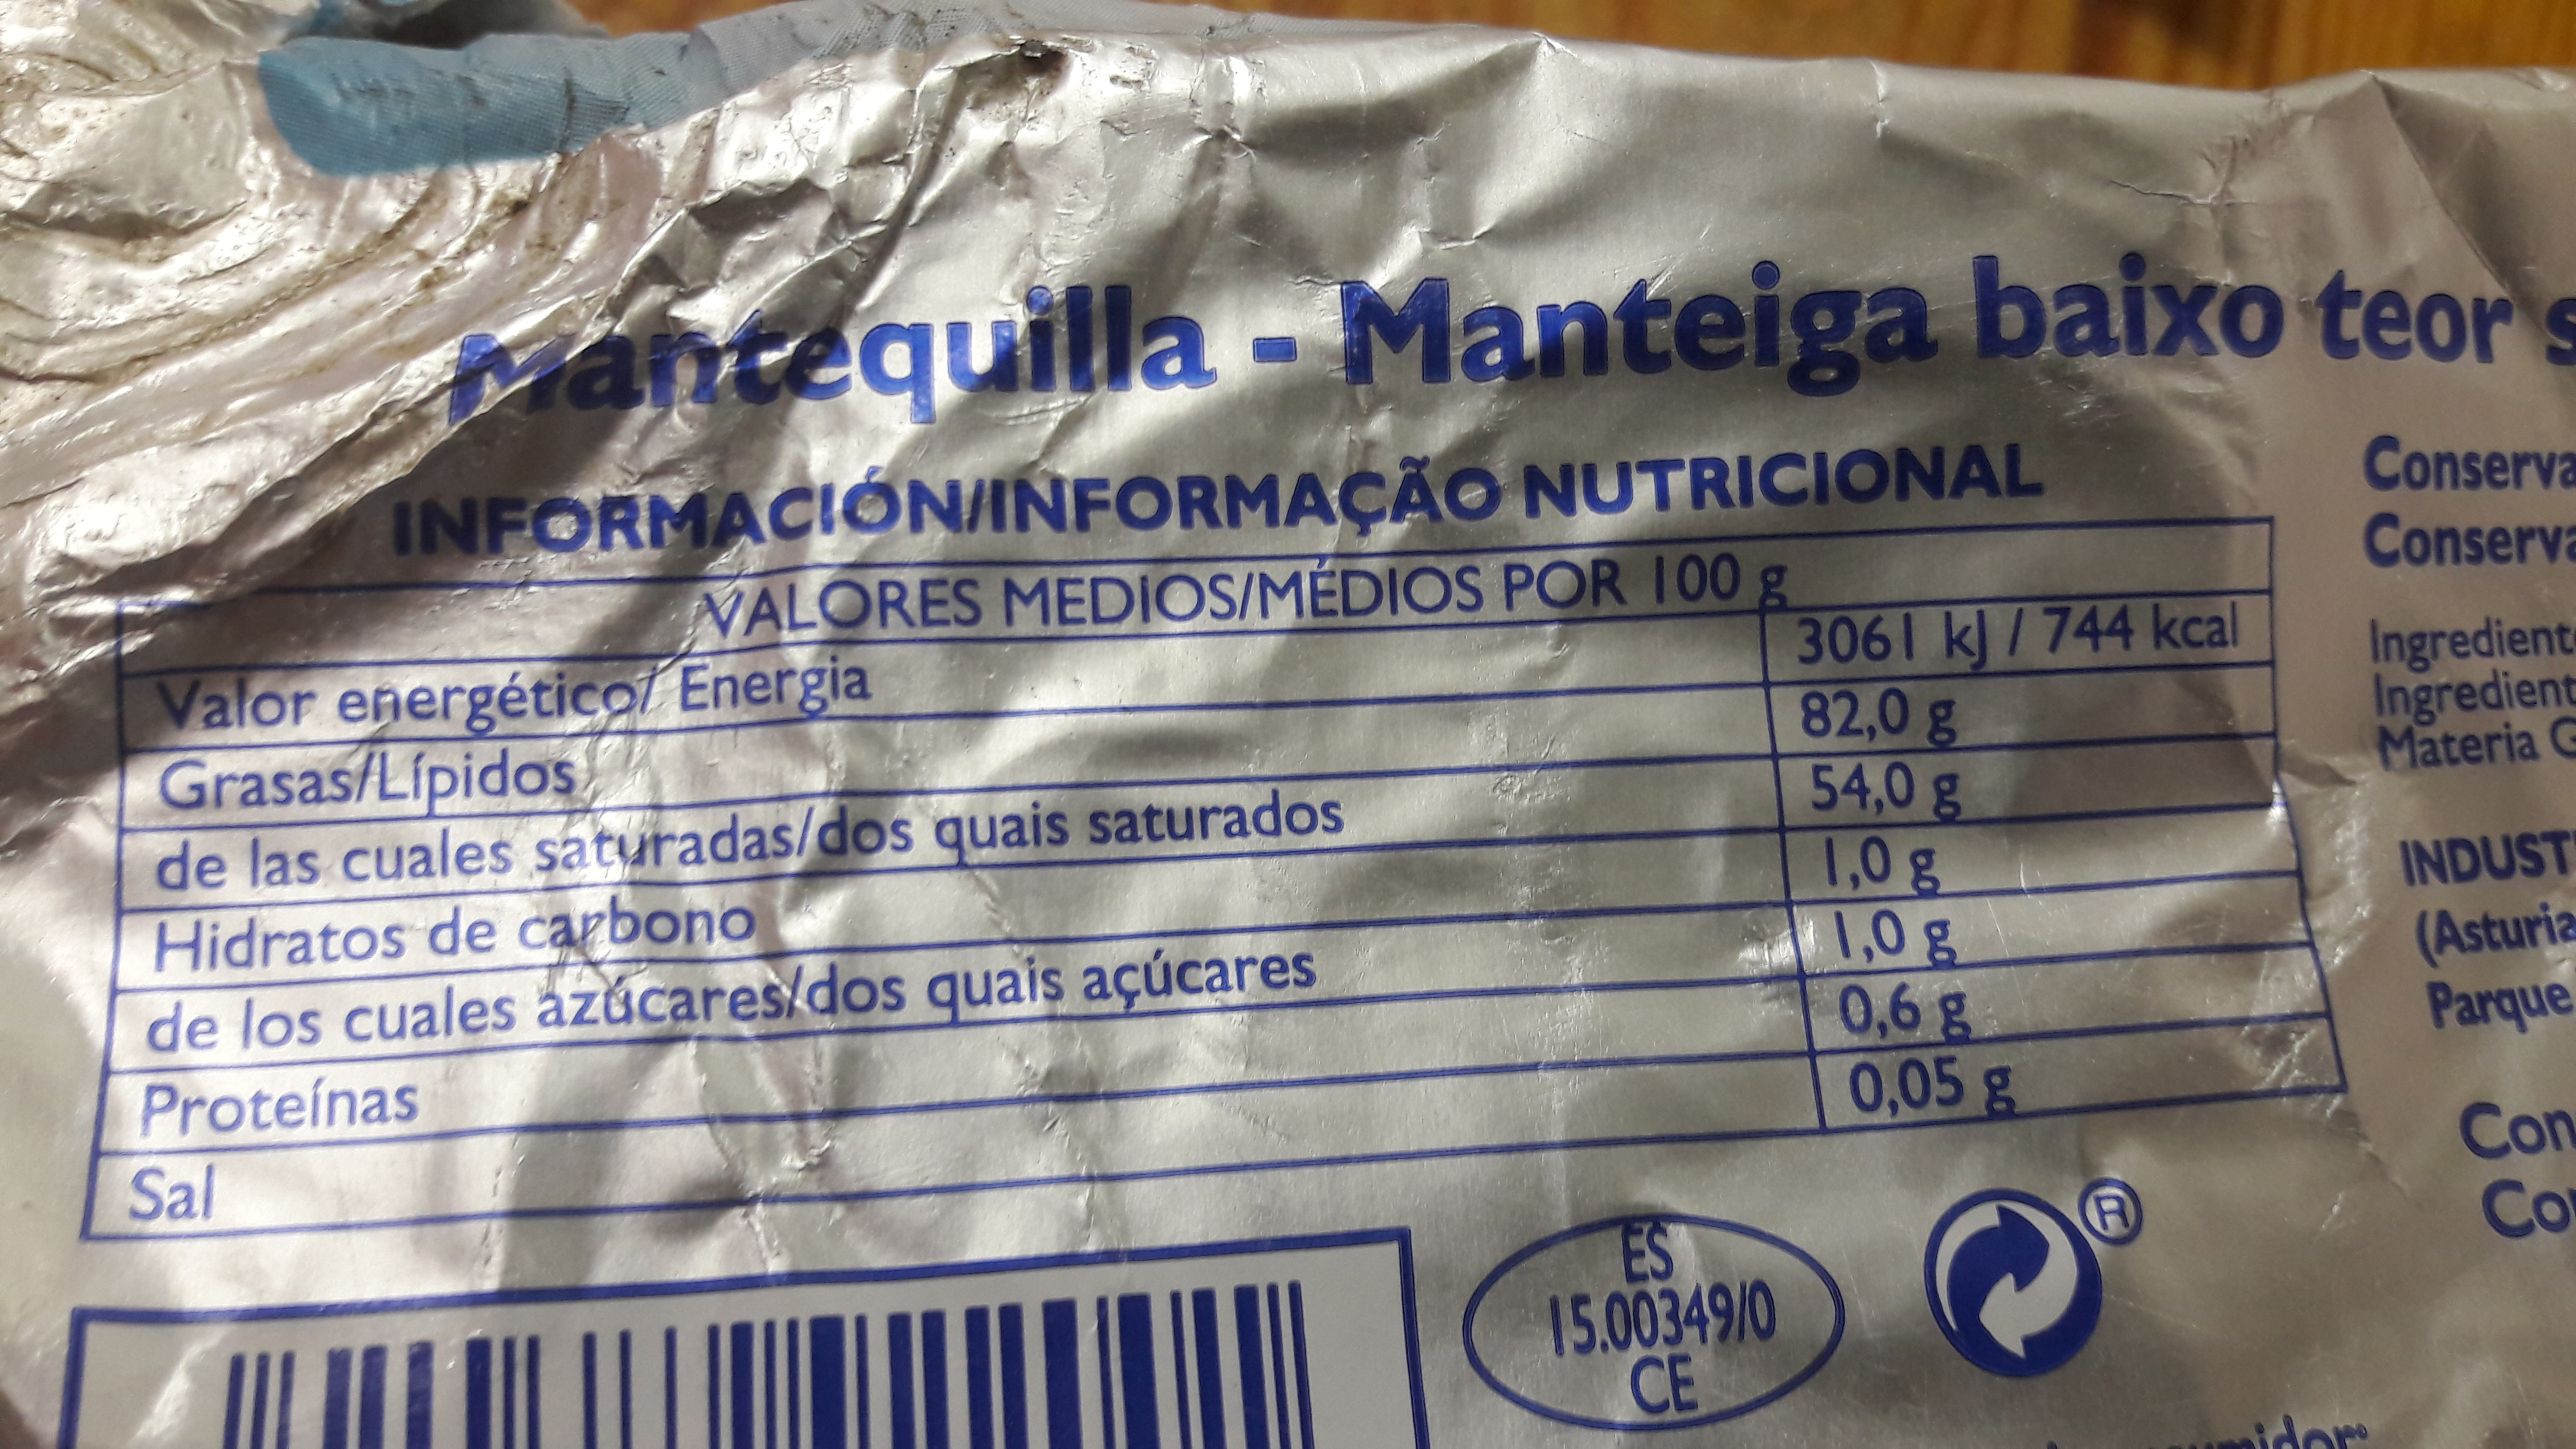 Mantequilla - Manteiga baixo teor
INFORMACIÓN/INFORMAÇÃO NUTRICIONAL
VALORES MEDIOS/MÉDIOS POR 100 g
Valor energético/ Energia 3061 kJ / 744 kcal
Grasas/Lípidos 82,0 g
de las cuales saturadas/dos quais saturados 54,0 g
Hidratos de carbono 1,0 g
de los cuales azúcares/dos quais açúcares 1,0 g
Proteínas 0,6 g
Sal 0,05 g
ES
15.00349/0
CE
®
Conserva
Conserva
Ingredient
Ingredient
Materia G
INDUST
(Asturia
Parque
Con